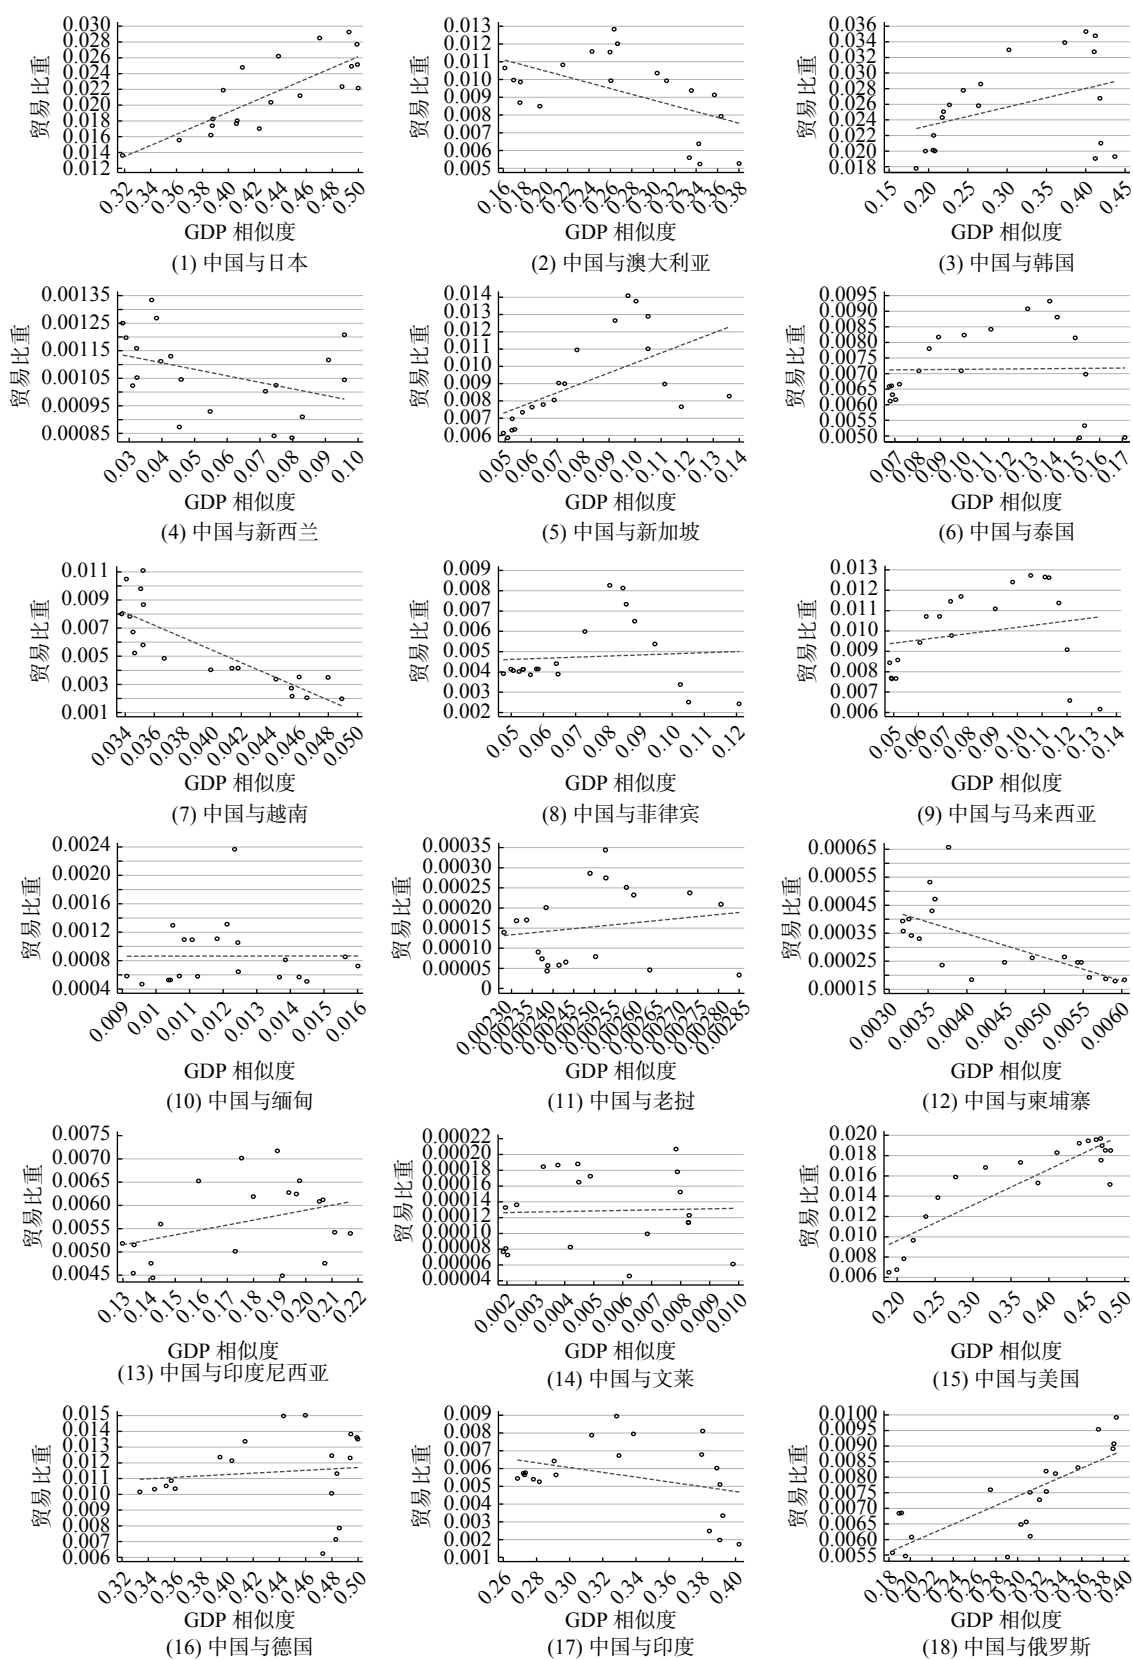 贸易比重
0.030
0.028
0.026
0.024
0.022
0.020
0.018
0.016
0.014
0.012
0.32 0.34 0.36 0.38 0.40 0.42 0.44 0.46 0.48 0.50
GDP 相似度
(1) 中国与日本
贸易比重
0.013
0.012
0.011
0.010
0.009
0.008
0.007
0.006
0.005
0.16 0.18 0.20 0.22 0.24 0.26 0.28 0.30 0.32 0.34 0.36 0.38
GDP 相似度
(2) 中国与澳大利亚
贸易比重
0.036
0.033
0.030
0.026
0.024
0.020
0.018
0.15 0.20 0.25 0.30 0.35 0.40 0.45
GDP 相似度
(3) 中国与韩国
贸易比重
0.00135
0.00125
0.00115
0.00105
0.00095
0.00085
0.03 0.04 0.05 0.06 0.07 0.08 0.09 0.10
GDP 相似度
(4) 中国与新西兰
贸易比重
0.014
0.013
0.012
0.010
0.009
0.007
0.006
0.05 0.06 0.07 0.08 0.09 0.10 0.11 0.12 0.13 0.14
GDP 相似度
(5) 中国与新加坡
贸易比重
0.0095
0.0090
0.0085
0.0080
0.0075
0.0070
0.0065
0.0060
0.0055
0.0050
0.07 0.08 0.09 0.10 0.11 0.12 0.13 0.14 0.15 0.16 0.17
GDP 相似度
(6) 中国与泰国
贸易比重
0.011
0.009
0.007
0.005
0.003
0.001
0.034 0.036 0.038 0.040 0.042 0.044 0.046 0.048 0.050
GDP 相似度
(7) 中国与越南
贸易比重
0.009
0.008
0.006
0.005
0.004
0.003
0.002
0.05 0.06 0.07 0.08 0.09 0.10 0.11 0.12
GDP 相似度
(8) 中国与菲律宾
贸易比重
0.013
0.012
0.011
0.010
0.009
0.008
0.007
0.006
0.05 0.06 0.07 0.08 0.09 0.10 0.11 0.12 0.13 0.14
GDP 相似度
(9) 中国与马来西亚
贸易比重
0.0024
0.0020
0.0016
0.0012
0.0008
0.0004
0.009 0.01 0.011 0.012 0.013 0.014 0.015 0.016
GDP 相似度
(10) 中国与缅甸
贸易比重
0.00035
0.00030
0.00025
0.00020
0.00015
0.00010
0.00005
0
0.00230 0.00235 0.00240 0.00245 0.00250 0.00255 0.00260 0.00265 0.00270 0.00275 0.00280 0.00285
GDP 相似度
(11) 中国与老挝
贸易比重
0.00065
0.00055
0.00045
0.00035
0.00025
0.00015
0.0030 0.0035 0.0040 0.0045 0.0050 0.0055 0.0060
GDP 相似度
(12) 中国与柬埔寨
贸易比重
0.0075
0.0070
0.0060
0.0055
0.0050
0.0045
0.13 0.14 0.15 0.16 0.17 0.18 0.19 0.20 0.21 0.22
GDP 相似度
(13) 中国与印度尼西亚
贸易比重
0.00022
0.00020
0.00018
0.00016
0.00014
0.00012
0.00010
0.00008
0.00006
0.00004
0.002 0.003 0.004 0.005 0.006 0.007 0.008 0.009 0.010
GDP 相似度
(14) 中国与文莱
贸易比重
0.020
0.018
0.016
0.014
0.010
0.008
0.006
0.20 0.25 0.30 0.35 0.40 0.45 0.50
GDP 相似度
(15) 中国与美国
贸易比重
0.015
0.014
0.013
0.012
0.011
0.010
0.009
0.008
0.007
0.006
0.32 0.34 0.36 0.38 0.40 0.42 0.44 0.46 0.48 0.50
GDP 相似度
(16) 中国与德国
贸易比重
0.009
0.008
0.007
0.006
0.005
0.004
0.003
0.002
0.001
0.26 0.28 0.30 0.32 0.34 0.36 0.38 0.40
GDP 相似度
(17) 中国与印度
贸易比重
0.0100
0.0095
0.0090
0.0085
0.0080
0.0075
0.0070
0.0065
0.0060
0.0055
0.18 0.20 0.22 0.24 0.26 0.28 0.30 0.32 0.34 0.36 0.38 0.40
GDP 相似度
(18) 中国与俄罗斯